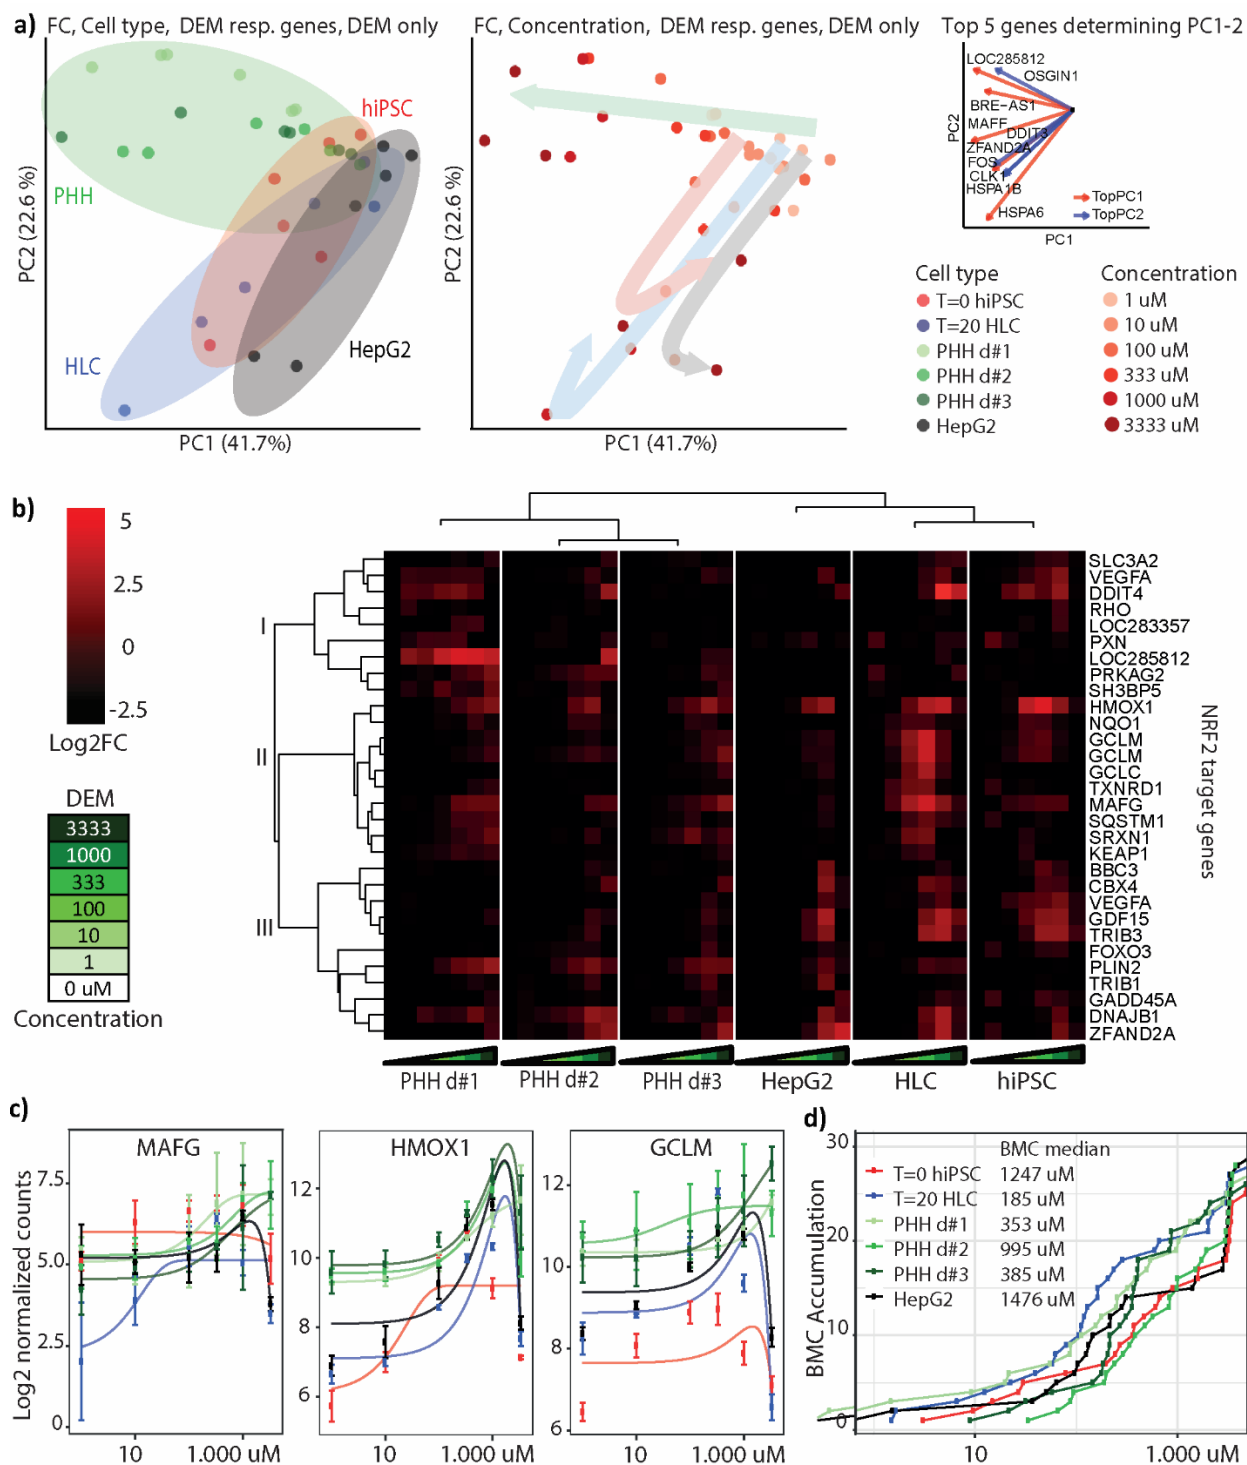 a) FC, Cell type, DEM resp. genes, DEM only
FC, Concentration, DEM resp. genes, DEM only
Top 5 genes determining PC1-2
hiPSC
PHH
HLC
HepG2
PC2 (22.6 %)
PC1 (41.7%)
PC2 (22.6 %)
PC1 (41.7%)
LOC285812
OSGIN1
BRE-AS1
MAFF
DDIT3
ZFAND2A
FOS
CLK1
HSPA1B
HSPA6
TopPC1
TopPC2
PC2
PC1
Cell type
T=0 hiPSC
T=20 HLC
PHH d#1
PHH d#2
PHH d#3
HepG2
Concentration
1 uM
10 uM
100 uM
333 uM
1000 uM
3333 uM
b)
5
2.5
0
-2.5
Log2FC
DEM
3333
1000
333
100
10
1
0 uM
Concentration
I
II
III
SLC3A2
VEGFA
DDIT4
RHO
LOC283357
PXN
LOC285812
PRKAG2
SH3BP5
HMOX1
NQO1
GCLM
GCLM
GCLC
TXNRD1
MAFG
SQSTM1
SRXN1
KEAP1
BBC3
CBX4
VEGFA
GDF15
TRIB3
FOXO3
PLIN2
TRIB1
GADD45A
DNAJB1
ZFAND2A
NRF2 target genes
PHH d#1
PHH d#2
PHH d#3
HepG2
HLC
hiPSC
c)
Log2 normalized counts
MAFG
7.5
5.0
2.5
0
10
1.000 uM
HMOX1
12
10
8
6
10
1.000 uM
GCLM
12
10
8
6
10
1.000 uM
d)
BMC Accumulation
30
20
10
0
BMC median
T=0 hiPSC 1247 uM
T=20 HLC 185 uM
PHH d#1 353 uM
PHH d#2 995 uM
PHH d#3 385 uM
HepG2 1476 uM
10
1.000 uM